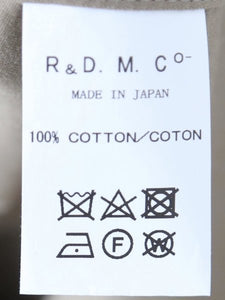 R & D. M. Co-
MADE IN JAPAN
100% COTTON/COTON
F W